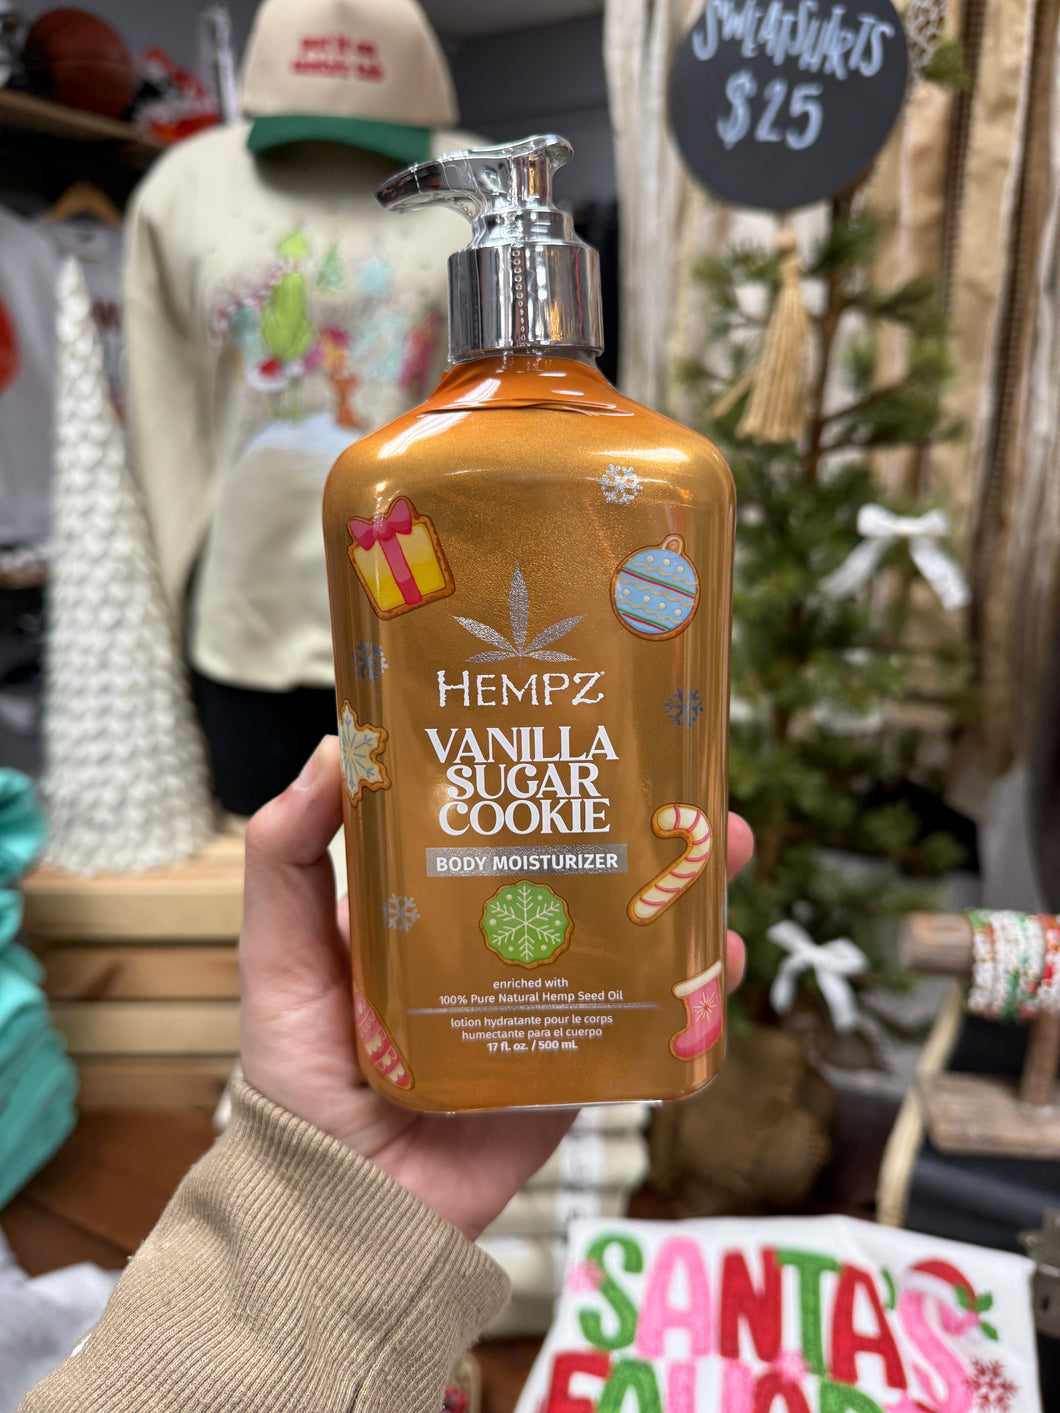 SWEATSHIRTS
$25
HEMPZ
VANILLA
SUGAR
COOKIE
BODY MOISTURIZER
enriched with
100% Pure Natural Hemp Seed Oil
lotion hydratante pour le corps
humectante para el cuerpo
17 fl. oz. / 500 mL
SANTA'S